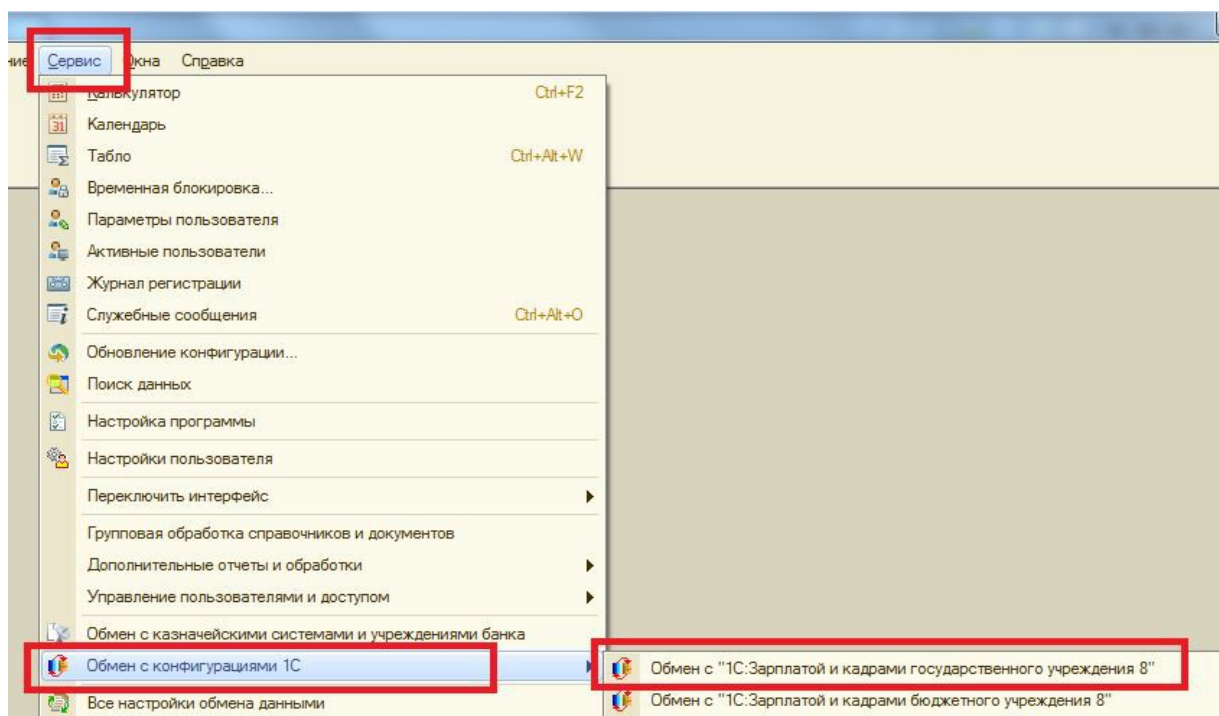 ние Сервис Окна Справка
Калькулятор Ctrl+F2
Календарь
Табло Ctrl+Alt+W
Временная блокировка...
Параметры пользователя
Активные пользователи
Журнал регистрации
Служебные сообщения Ctrl+Alt+O
Обновление конфигурации...
Поиск данных
Настройка программы
Настройки пользователя
Переключить интерфейс
Групповая обработка справочников и документов
Дополнительные отчеты и обработки
Управление пользователями и доступом
Обмен с казначейскими системами и учреждениями банка
Обмен с конфигурациями 1С
Обмен с "1С:Зарплатой и кадрами государственного учреждения 8"
Все настройки обмена данными
Обмен с "1С:Зарплатой и кадрами бюджетного учреждения 8"